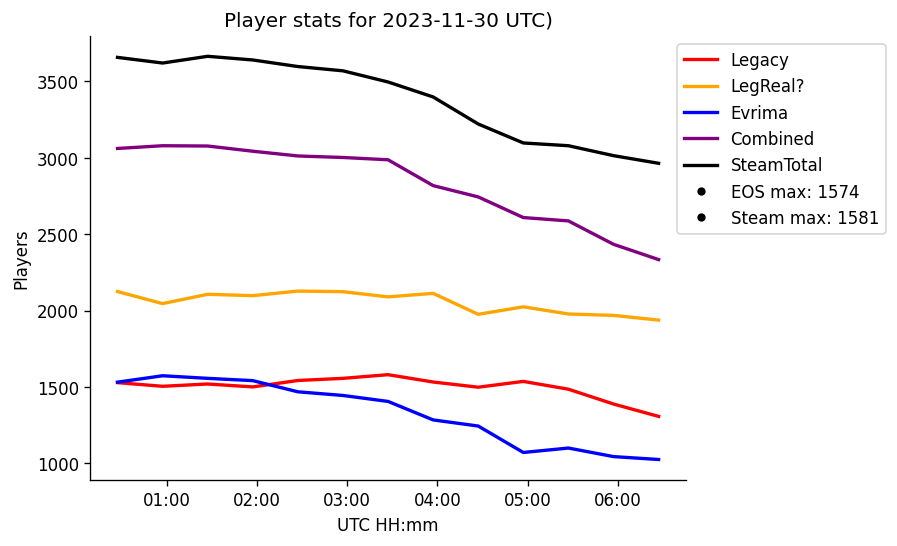 Player stats for 2023-11-30 UTC)
Legacy
LegReal?
Evrima
Combined
SteamTotal
EOS max: 1574
Steam max: 1581
Players
3500
3000
2500
2000
1500
1000
01:00 02:00 03:00 04:00 05:00 06:00
UTC HH:mm